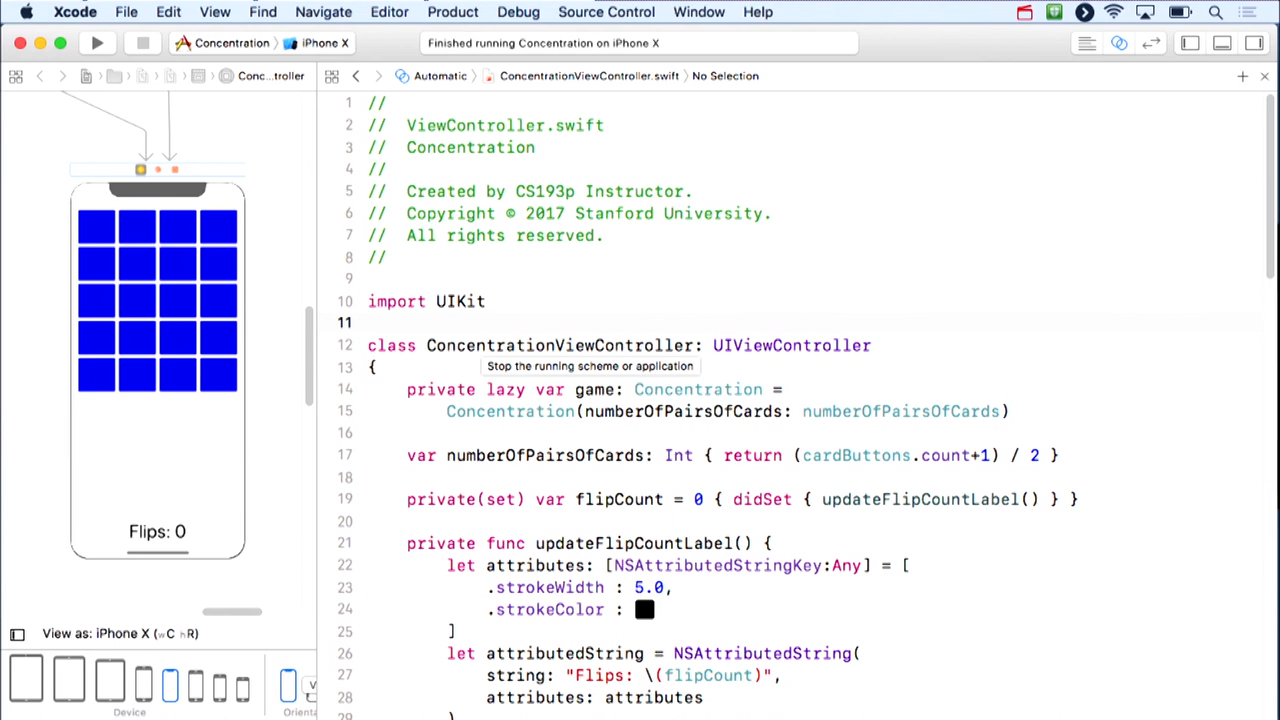 Xcode File Edit View Find Navigate Editor Product Debug Source Control Window Help
Concentration iPhone X Finished running Concentration on iPhone X
Conc...troller Automatic ConcentrationViewController.swift No Selection
1 //
2 // ViewController.swift
3 // Concentration
4 //
5 // Created by CS193p Instructor.
6 // Copyright © 2017 Stanford University.
7 // All rights reserved.
8 //
9
10 import UIKit
11
12 class ConcentrationViewController: UIViewController
Stop the running scheme or application
13 {
14 private lazy var game: Concentration =
15 Concentration(numberOfPairsOfCards: numberOfPairsOfCards)
16
17 var numberOfPairsOfCards: Int { return (cardButtons.count+1) / 2 }
18
19 private(set) var flipCount = 0 { didSet { updateFlipCountLabel() } }
20
21 private func updateFlipCountLabel() {
22 let attributes: [NSAttributedStringKey:Any] = [
23 .strokeWidth : 5.0,
24 .strokeColor :
25 ]
26 let attributedString = NSAttributedString(
27 string: "Flips: \(flipCount)",
28 attributes: attributes
29 )
Flips: 0
View as: iPhone X (wC hR)
V
Device Orienta